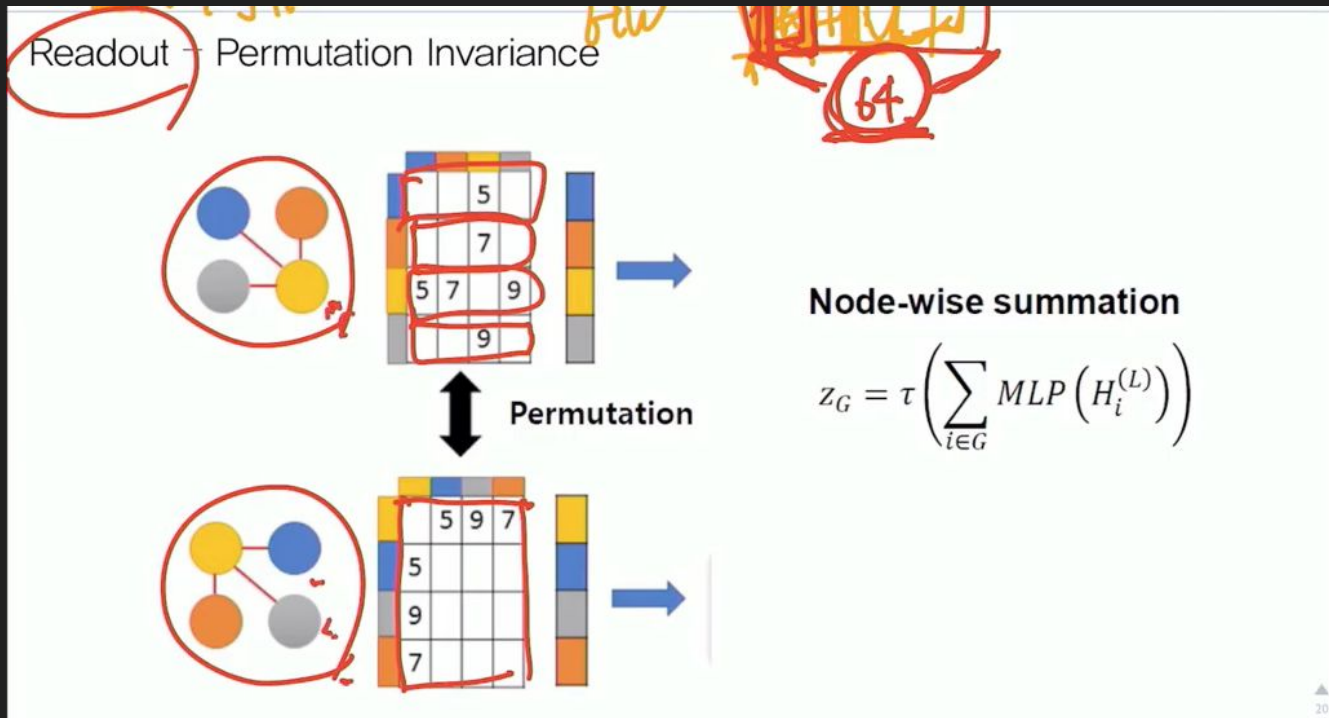 Readout - Permutation Invariance
64
5
7
5 7 9
9
Permutation
Node-wise summation
z_G = τ(∑_{i∈G} MLP(H_i^{(L)}))
5 9 7
5
9
7
20